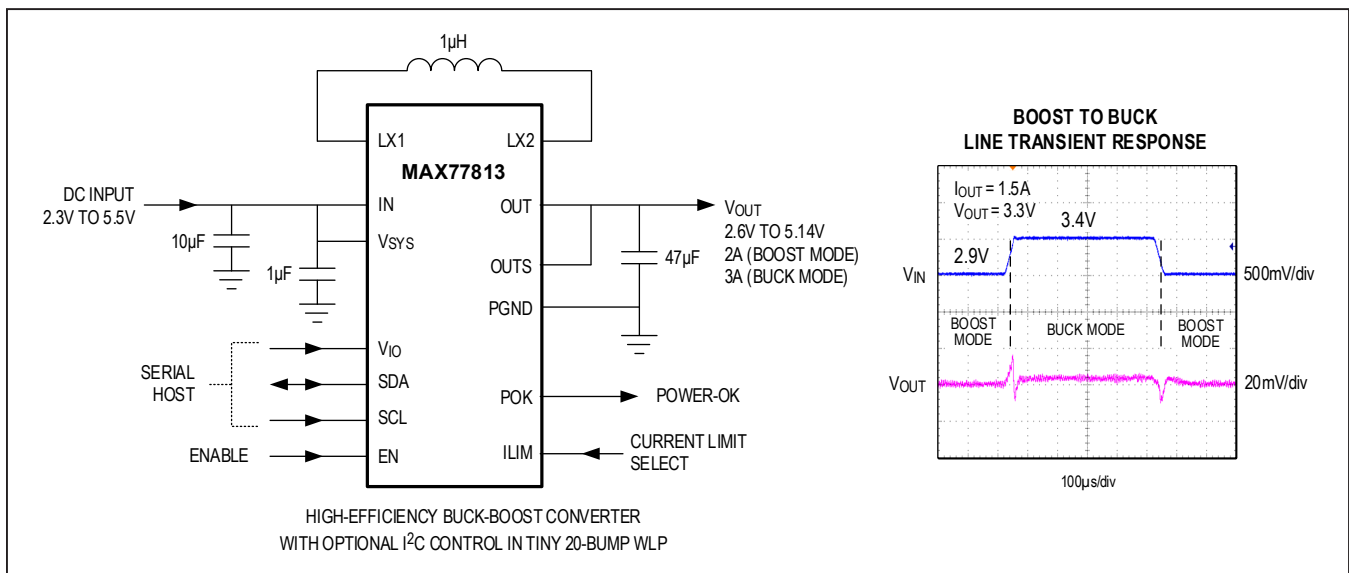 1µH
LX1
LX2
MAX77813
DC INPUT
2.3V TO 5.5V
IN
OUT
VOUT
2.6V TO 5.14V
2A (BOOST MODE)
3A (BUCK MODE)
10µF
VSYS
1µF
OUTS
47µF
PGND
SERIAL
HOST
VIO
SDA
SCL
POK
POWER-OK
ENABLE
EN
ILIM
CURRENT LIMIT
SELECT
HIGH-EFFICIENCY BUCK-BOOST CONVERTER
WITH OPTIONAL I²C CONTROL IN TINY 20-BUMP WLP
BOOST TO BUCK
LINE TRANSIENT RESPONSE
IOUT = 1.5A
VOUT = 3.3V
3.4V
2.9V
VIN
500mV/div
BOOST
MODE
BUCK MODE
BOOST
MODE
VOUT
20mV/div
100µs/div